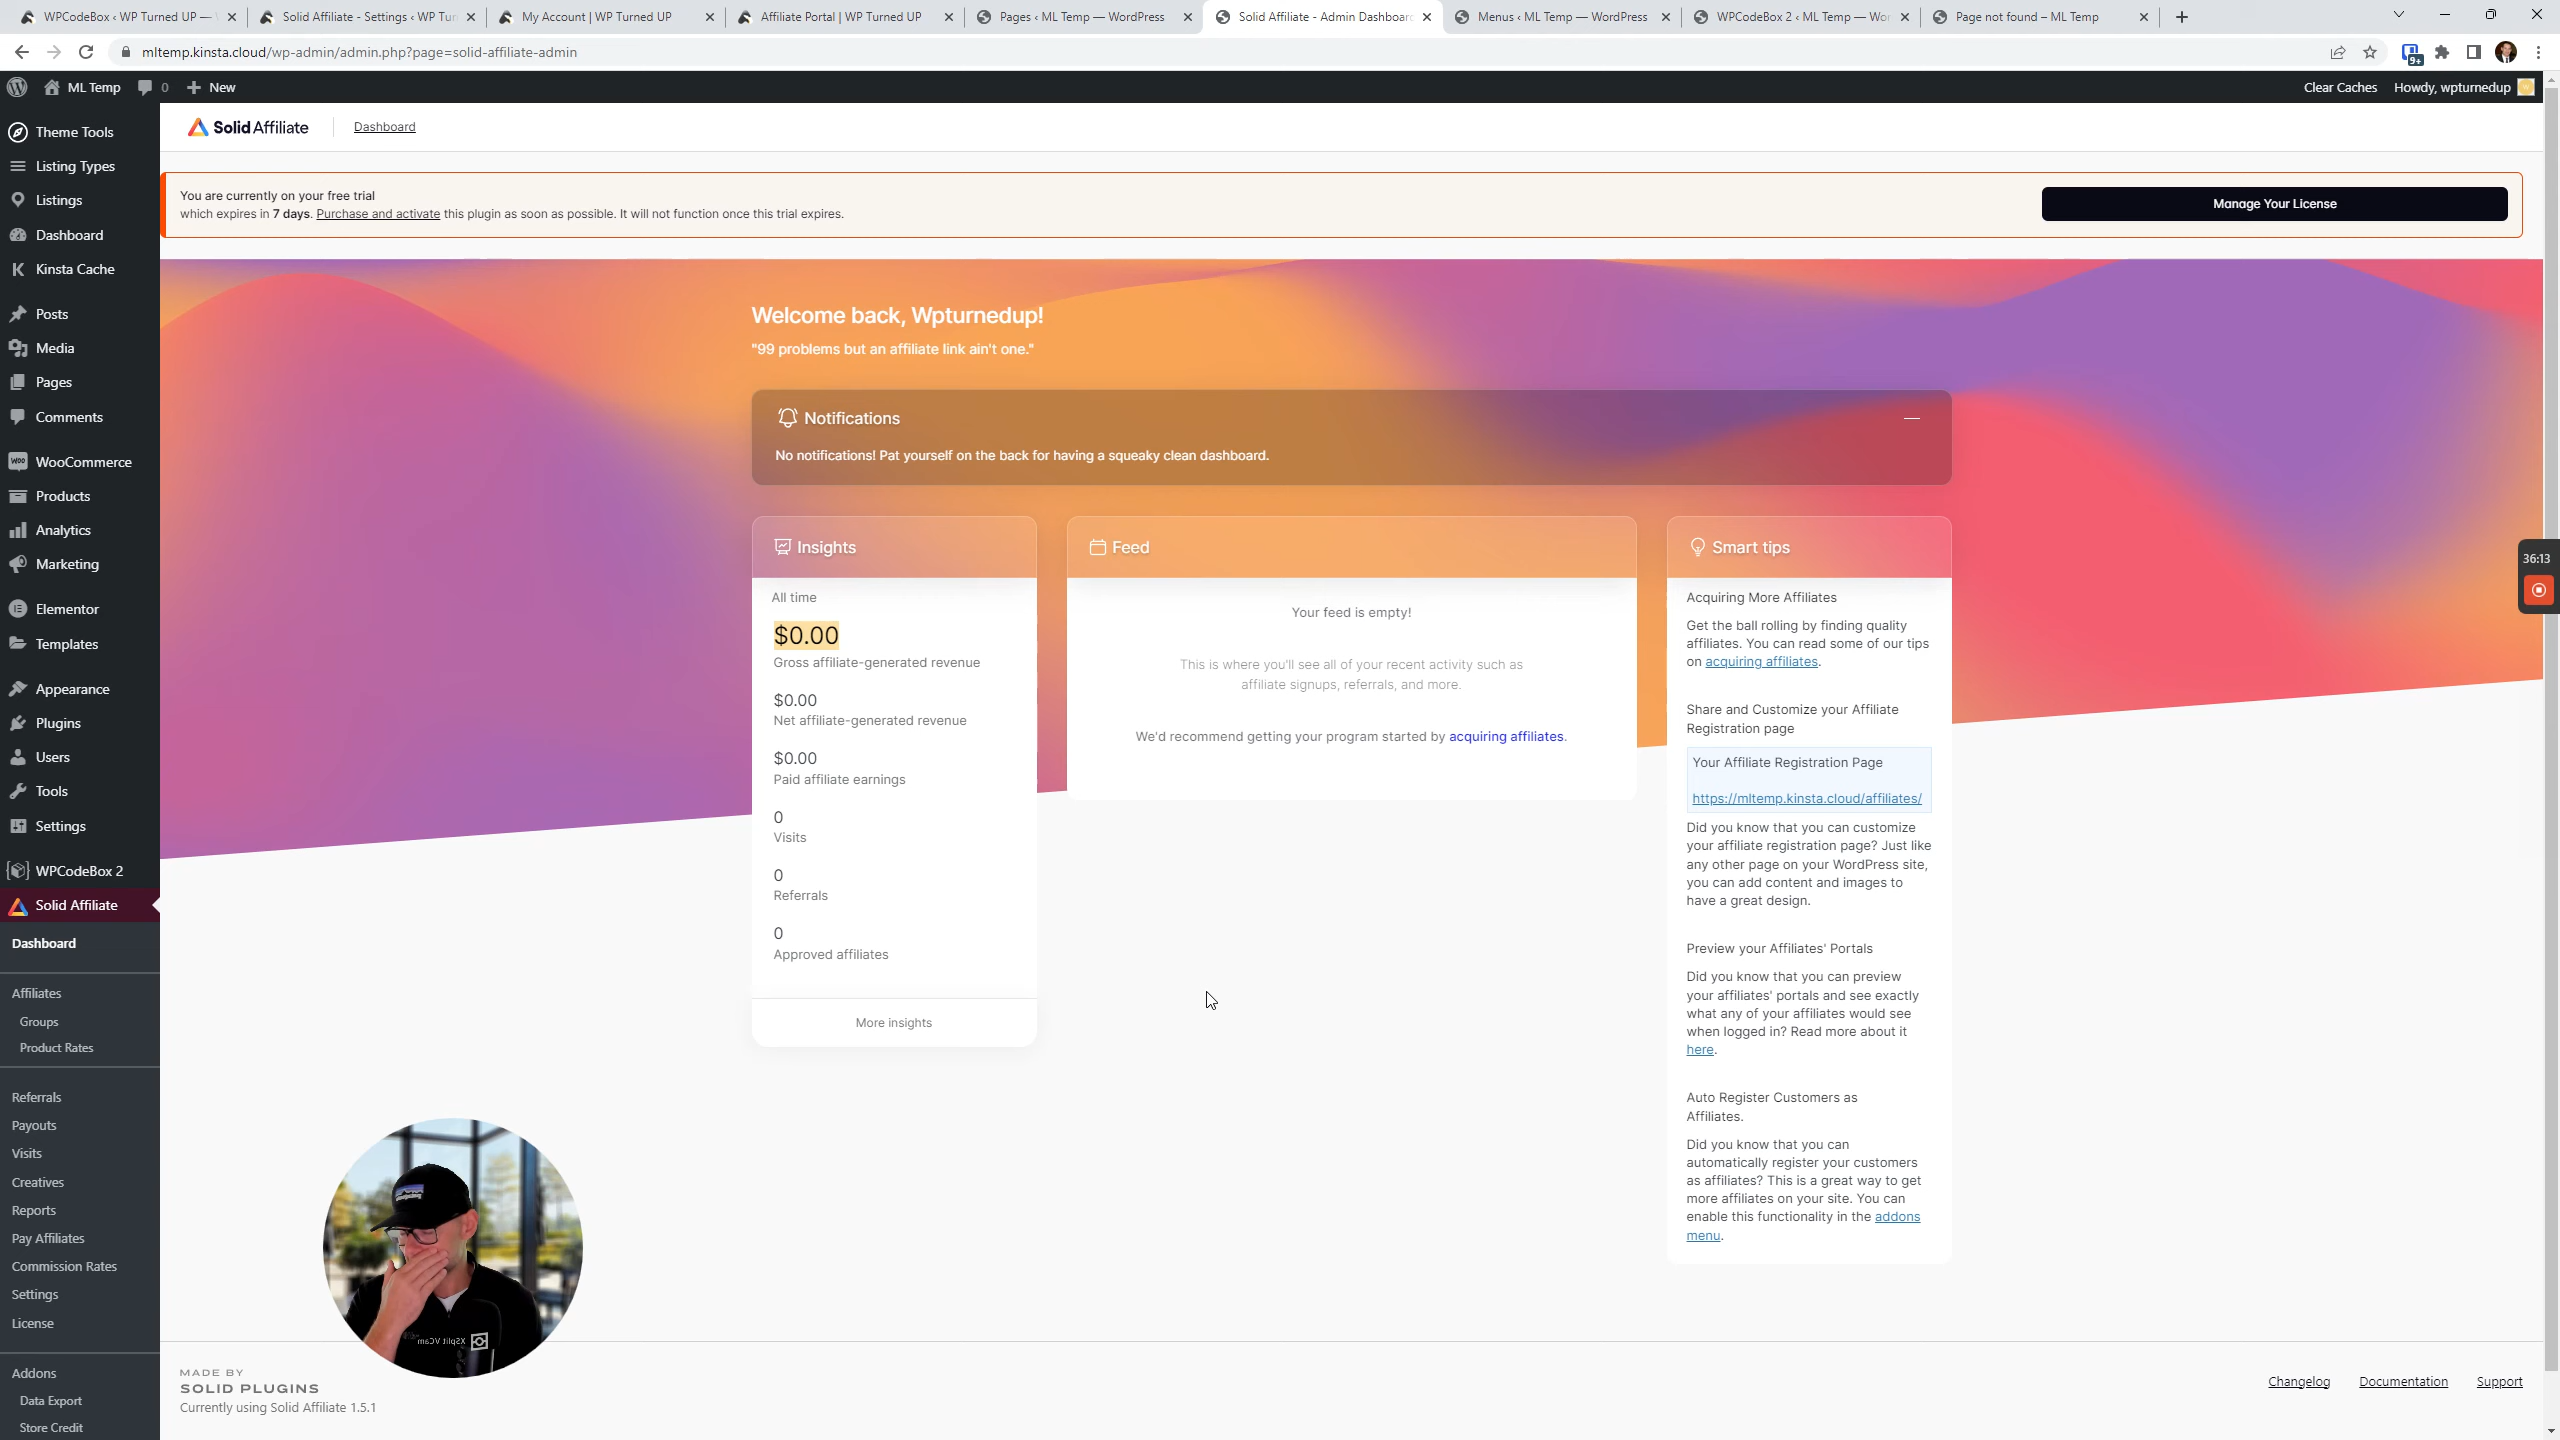 WPCodeBox ‹ WP Turned UP —
Solid Affiliate - Settings ‹ WP Tur
My Account | WP Turned UP
Affiliate Portal | WP Turned UP
Pages ‹ ML Temp — WordPress
Solid Affiliate - Admin Dashboar
Menus ‹ ML Temp — WordPress
WPCodeBox 2 ‹ ML Temp — Wor
Page not found – ML Temp
mltemp.kinsta.cloud/wp-admin/admin.php?page=solid-affiliate-admin
9+
ML Temp
0
New
Clear Caches
Howdy, wpturnedup
Theme Tools
Listing Types
Listings
Dashboard
Kinsta Cache
Posts
Media
Pages
Comments
WooCommerce
Products
Analytics
Marketing
Elementor
Templates
Appearance
Plugins
Users
Tools
Settings
WPCodeBox 2
Solid Affiliate
Dashboard
Affiliates
Groups
Product Rates
Referrals
Payouts
Visits
Creatives
Reports
Pay Affiliates
Commission Rates
Settings
License
Addons
Data Export
Store Credit
Solid Affiliate
Dashboard
You are currently on your free trial
which expires in 7 days. Purchase and activate this plugin as soon as possible. It will not function once this trial expires.
Manage Your License
Welcome back, Wpturnedup!
"99 problems but an affiliate link ain't one."
Notifications
No notifications! Pat yourself on the back for having a squeaky clean dashboard.
Insights
All time
$0.00
Gross affiliate-generated revenue
$0.00
Net affiliate-generated revenue
$0.00
Paid affiliate earnings
0
Visits
0
Referrals
0
Approved affiliates
More insights
Feed
Your feed is empty!
This is where you'll see all of your recent activity such as
affiliate signups, referrals, and more.
We'd recommend getting your program started by acquiring affiliates.
Smart tips
Acquiring More Affiliates
Get the ball rolling by finding quality
affiliates. You can read some of our tips
on acquiring affiliates.
Share and Customize your Affiliate
Registration page
Your Affiliate Registration Page
https://mltemp.kinsta.cloud/affiliates/
Did you know that you can customize
your affiliate registration page? Just like
any other page on your WordPress site,
you can add content and images to
have a great design.
Preview your Affiliates' Portals
Did you know that you can preview
your affiliates' portals and see exactly
what any of your affiliates would see
when logged in? Read more about it
here.
Auto Register Customers as
Affiliates.
Did you know that you can
automatically register your customers
as affiliates? This is a great way to get
more affiliates on your site. You can
enable this functionality in the addons
menu.
36:13
XSplit VCam
MADE BY
SOLID PLUGINS
Currently using Solid Affiliate 1.5.1
Changelog
Documentation
Support